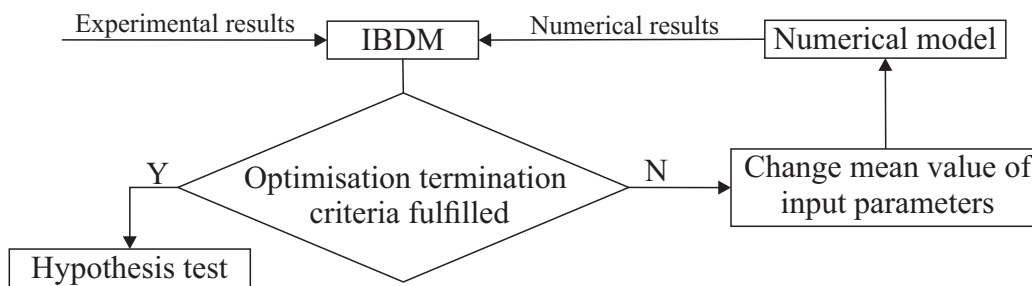 Experimental results
IBDM
Numerical results
Numerical model
Y
Optimisation termination
criteria fulfilled
N
Change mean value of
input parameters
Hypothesis test